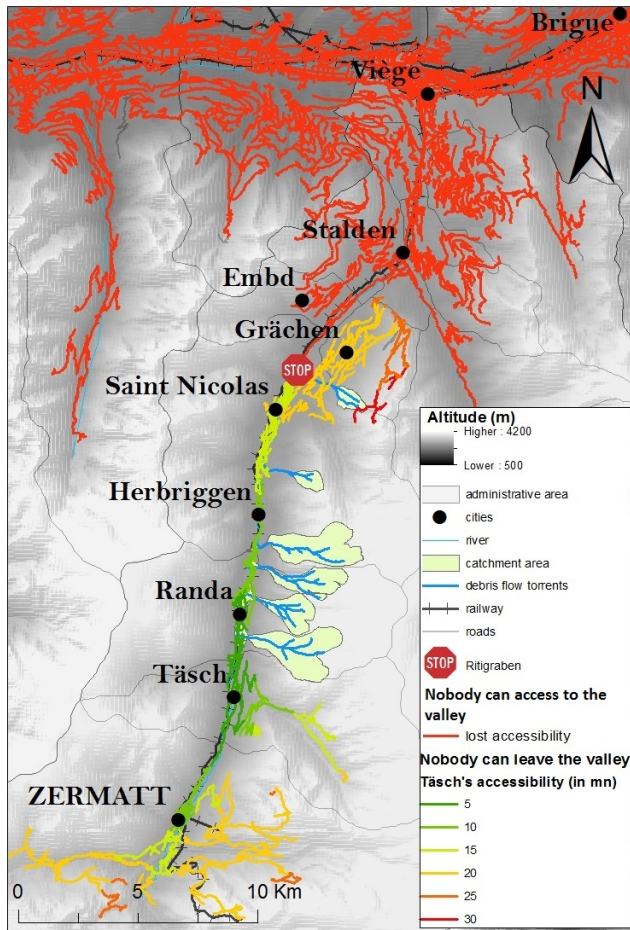 Brigue
Viège
N
Stalden
Embd
Grächen
STOP
Saint Nicolas
Herbriggen
Randa
Täsch
ZERMATT
0 5 10 Km
Altitude (m)
Higher : 4200
Lower : 500
administrative area
cities
river
catchment area
debris flow torrents
railway
roads
STOP Ritigraben
Nobody can access to the
valley
lost accessibility
Nobody can leave the valley
Täsch's accessibility (in mn)
5
10
15
20
25
30